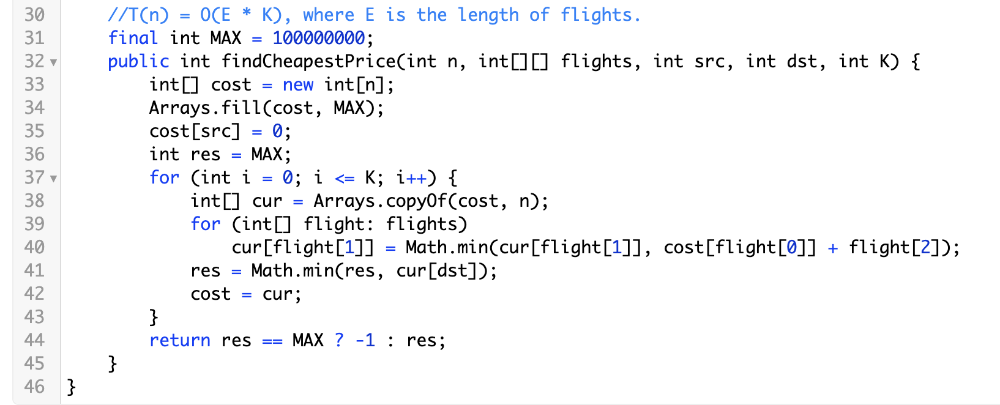 30 //T(n) = O(E * K), where E is the length of flights.
31 final int MAX = 100000000;
32 public int findCheapestPrice(int n, int[][] flights, int src, int dst, int K) {
33 int[] cost = new int[n];
34 Arrays.fill(cost, MAX);
35 cost[src] = 0;
36 int res = MAX;
37 for (int i = 0; i <= K; i++) {
38 int[] cur = Arrays.copyOf(cost, n);
39 for (int[] flight: flights)
40 cur[flight[1]] = Math.min(cur[flight[1]], cost[flight[0]] + flight[2]);
41 res = Math.min(res, cur[dst]);
42 cost = cur;
43 }
44 return res == MAX ? -1 : res;
45 }
46 }